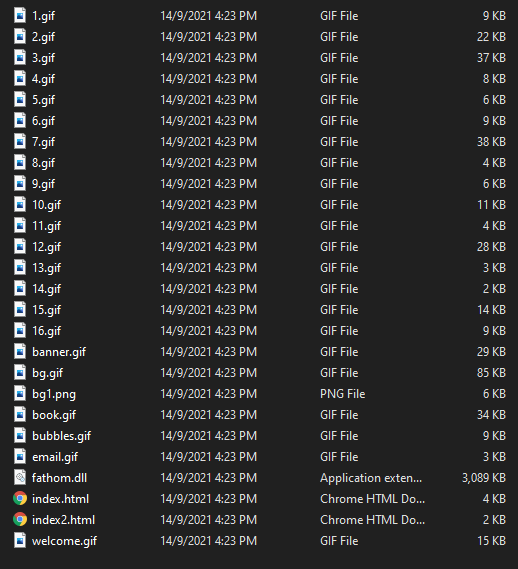 1.gif 14/9/2021 4:23 PM GIF File 9 KB
2.gif 14/9/2021 4:23 PM GIF File 22 KB
3.gif 14/9/2021 4:23 PM GIF File 37 KB
4.gif 14/9/2021 4:23 PM GIF File 8 KB
5.gif 14/9/2021 4:23 PM GIF File 6 KB
6.gif 14/9/2021 4:23 PM GIF File 9 KB
7.gif 14/9/2021 4:23 PM GIF File 38 KB
8.gif 14/9/2021 4:23 PM GIF File 4 KB
9.gif 14/9/2021 4:23 PM GIF File 6 KB
10.gif 14/9/2021 4:23 PM GIF File 11 KB
11.gif 14/9/2021 4:23 PM GIF File 4 KB
12.gif 14/9/2021 4:23 PM GIF File 28 KB
13.gif 14/9/2021 4:23 PM GIF File 3 KB
14.gif 14/9/2021 4:23 PM GIF File 2 KB
15.gif 14/9/2021 4:23 PM GIF File 14 KB
16.gif 14/9/2021 4:23 PM GIF File 9 KB
banner.gif 14/9/2021 4:23 PM GIF File 29 KB
bg.gif 14/9/2021 4:23 PM GIF File 85 KB
bg1.png 14/9/2021 4:23 PM PNG File 6 KB
book.gif 14/9/2021 4:23 PM GIF File 34 KB
bubbles.gif 14/9/2021 4:23 PM GIF File 9 KB
email.gif 14/9/2021 4:23 PM GIF File 3 KB
fathom.dll 14/9/2021 4:23 PM Application exten... 3,089 KB
index.html 14/9/2021 4:23 PM Chrome HTML Do... 4 KB
index2.html 14/9/2021 4:23 PM Chrome HTML Do... 2 KB
welcome.gif 14/9/2021 4:23 PM GIF File 15 KB